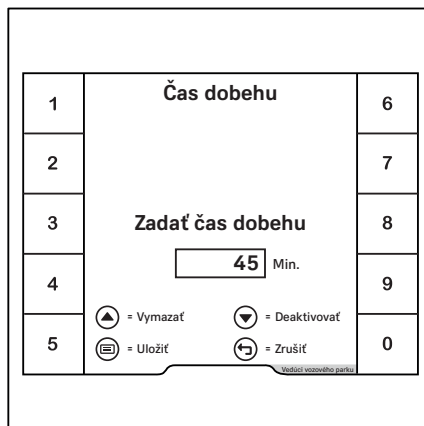 Čas dobehu
1
6
2
7
3
Zadať čas dobehu
8
45 Min.
4
9
= Vymazať
= Deaktivovať
5
= Uložiť
= Zrušiť
0
Vedúci vozového parku